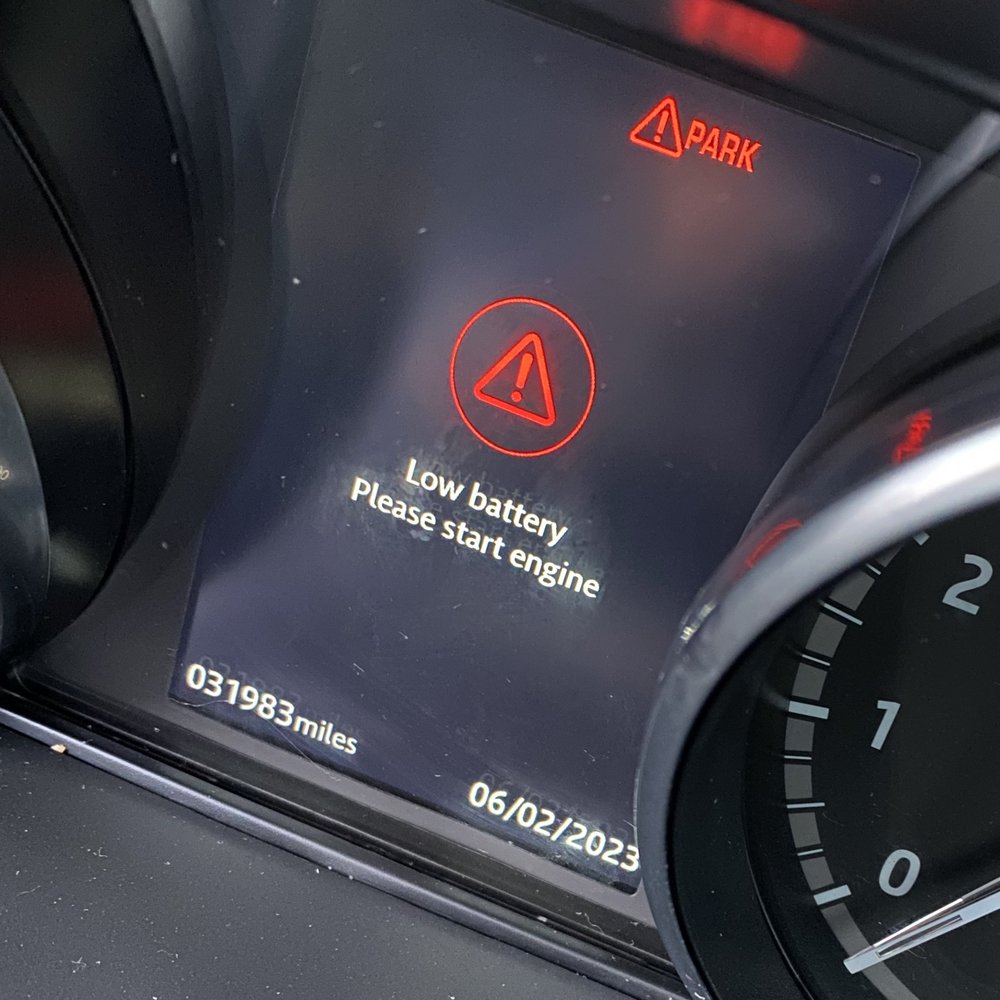 PARK
Low battery
Please start engine
031983miles
06/02/2023
2
1
0